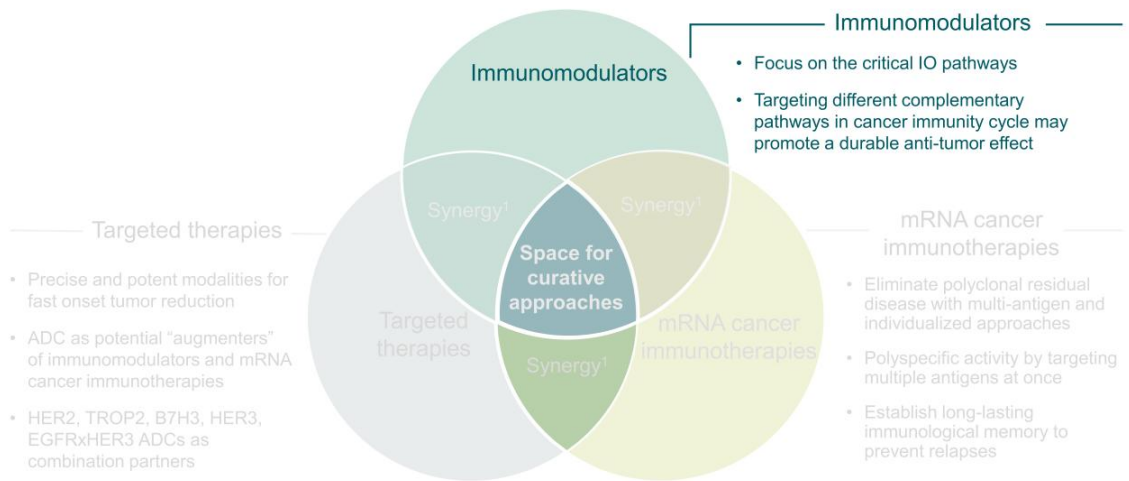 Immunomodulators
• Focus on the critical IO pathways
• Targeting different complementary
pathways in cancer immunity cycle may
promote a durable anti-tumor effect
Immunomodulators
Synergy¹
Synergy¹
Space for
curative
approaches
Targeted
therapies
mRNA cancer
immunotherapies
Synergy¹
Targeted therapies
• Precise and potent modalities for
fast onset tumor reduction
• ADC as potential “augmenters”
of immunomodulators and mRNA
cancer immunotherapies
• HER2, TROP2, B7H3, HER3,
EGFRxHER3 ADCs as
combination partners
mRNA cancer
immunotherapies
• Eliminate polyclonal residual
disease with multi-antigen and
individualized approaches
• Polyspecific activity by targeting
multiple antigens at once
• Establish long-lasting
immunological memory to
prevent relapses